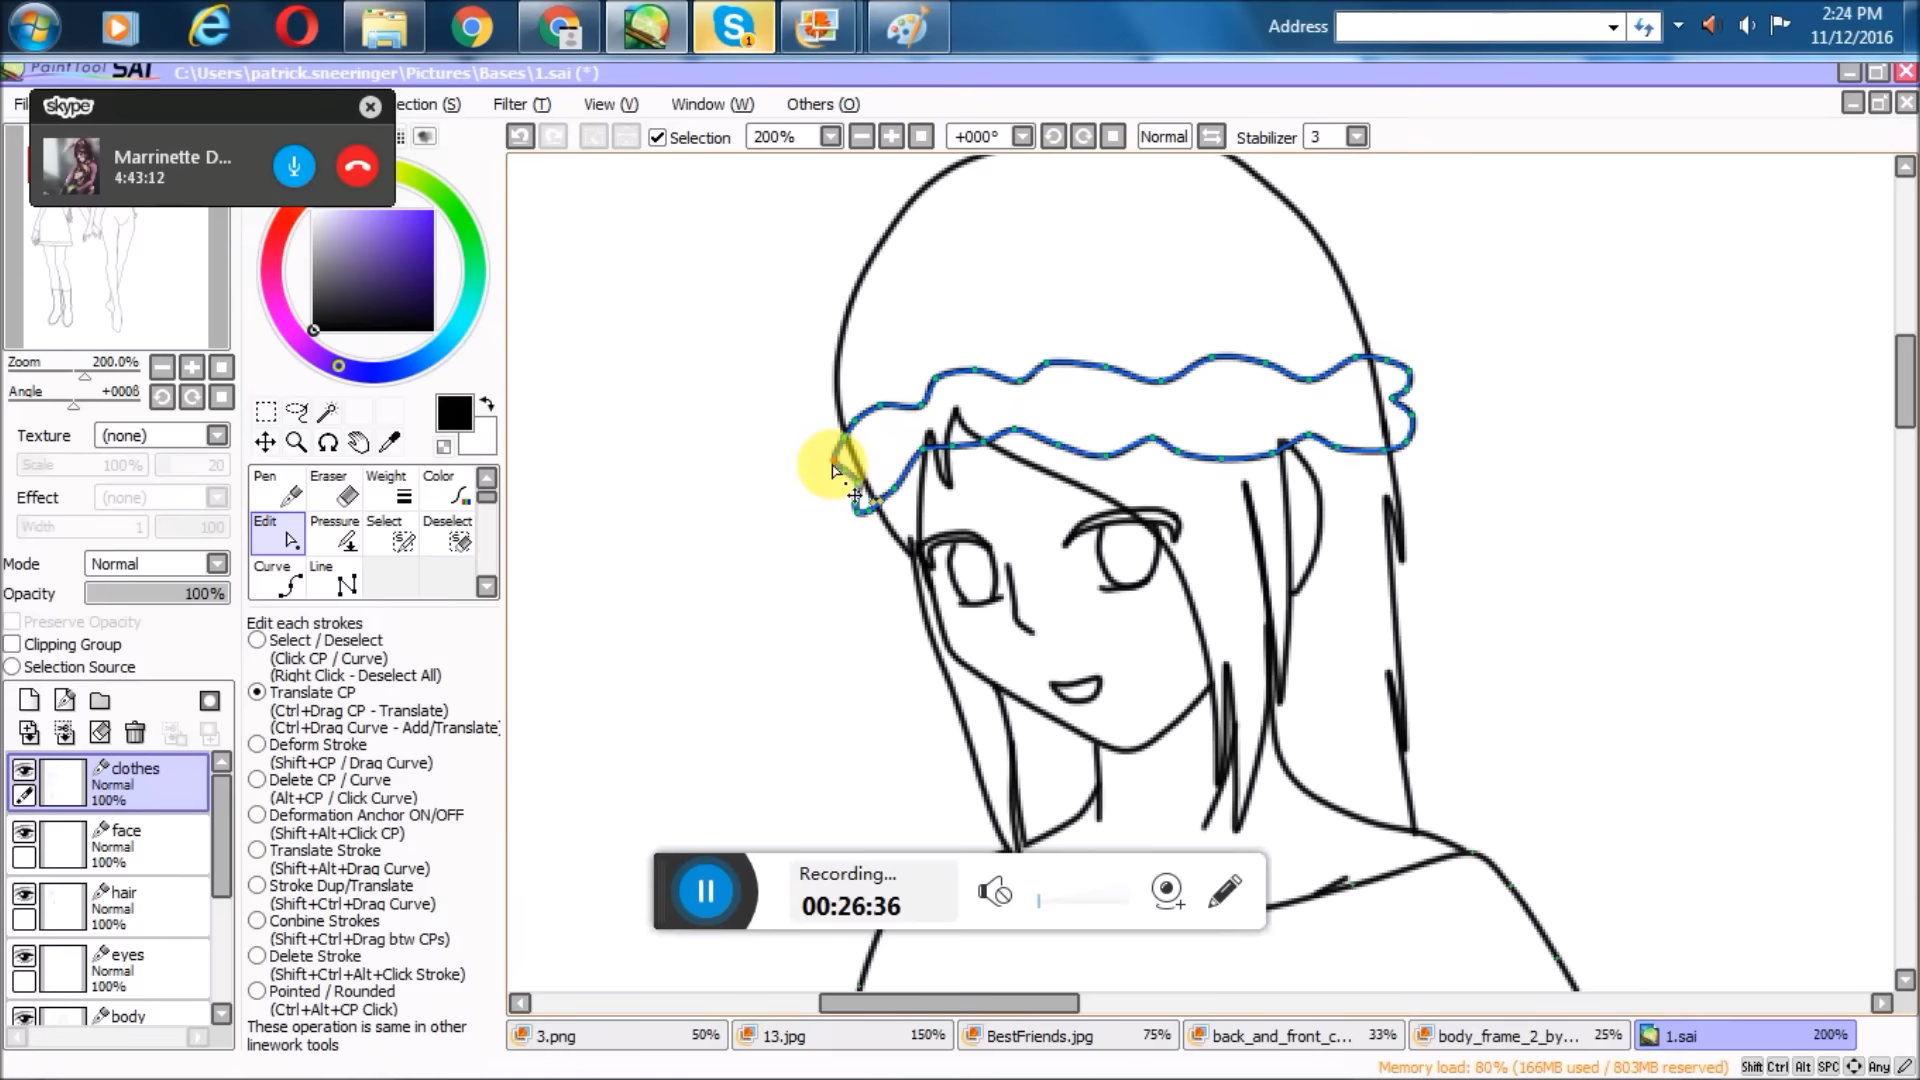 Address
2:24 PM
11/12/2016
PaintTool SAI C:\Users\patrick.sneeringer\Pictures\Bases\1.sai (*)
skype
ection (S) Filter (T) View (V) Window (W) Others (O)
Marrinette D...
4:43:12
Selection 200% +000° Normal Stabilizer 3
Zoom 200.0%
Angle +000ß
Texture (none)
Scale 100% 20
Effect (none)
Width 1 100
Mode Normal
Opacity 100%
Preserve Opacity
Clipping Group
Selection Source
Pen Eraser Weight Color
Edit Pressure Select Deselect
Curve Line
Edit each strokes
Select / Deselect
(Click CP / Curve)
(Right Click - Deselect All)
Translate CP
(Ctrl+Drag CP - Translate)
(Ctrl+Drag Curve - Add/Translate)
Deform Stroke
(Shift+CP / Drag Curve)
Delete CP / Curve
(Alt+CP / Click Curve)
Deformation Anchor ON/OFF
(Shift+Alt+Click CP)
Translate Stroke
(Shift+Alt+Drag Curve)
Stroke Dup/Translate
(Shift+Ctrl+Drag Curve)
Conbine Strokes
(Shift+Ctrl+Drag btw CPs)
Delete Stroke
(Shift+Ctrl+Alt+Click Stroke)
Pointed / Rounded
(Ctrl+Alt+CP Click)
These operation is same in other
linework tools
clothes
Normal
100%
face
Normal
100%
hair
Normal
100%
eyes
Normal
100%
body
Recording...
00:26:36
3.png 50% 13.jpg 150% BestFriends.jpg 75% back_and_front_c... 33% body_frame_2_by... 25% 1.sai 200%
Memory load: 80% (166MB used / 803MB reserved) Shift Ctrl Alt SPC Any